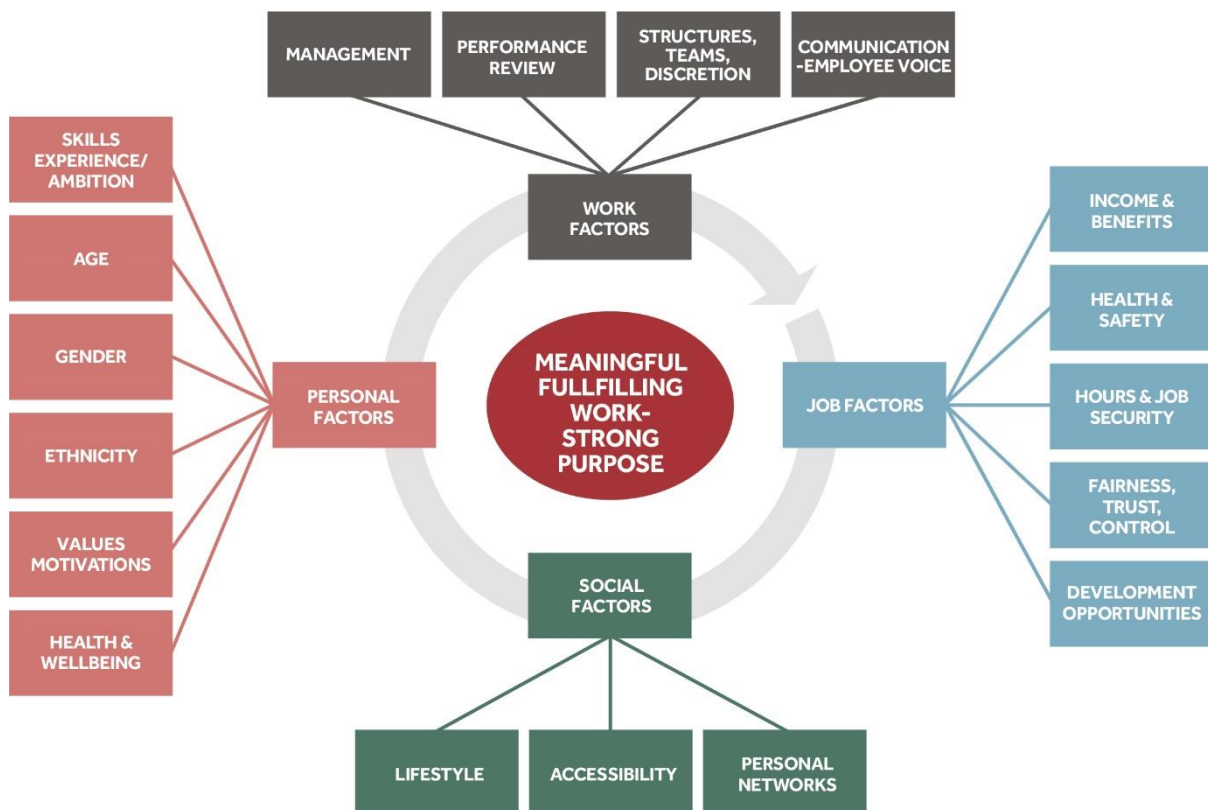 MANAGEMENT
PERFORMANCE
REVIEW
STRUCTURES,
TEAMS,
DISCRETION
COMMUNICATION
-EMPLOYEE VOICE
WORK
FACTORS
SKILLS
EXPERIENCE/
AMBITION
AGE
GENDER
ETHNICITY
VALUES
MOTIVATIONS
HEALTH &
WELLBEING
PERSONAL
FACTORS
MEANINGFUL
FULLFILLING
WORK-
STRONG
PURPOSE
JOB FACTORS
INCOME &
BENEFITS
HEALTH &
SAFETY
HOURS & JOB
SECURITY
FAIRNESS,
TRUST,
CONTROL
DEVELOPMENT
OPPORTUNITIES
SOCIAL
FACTORS
LIFESTYLE
ACCESSIBILITY
PERSONAL
NETWORKS